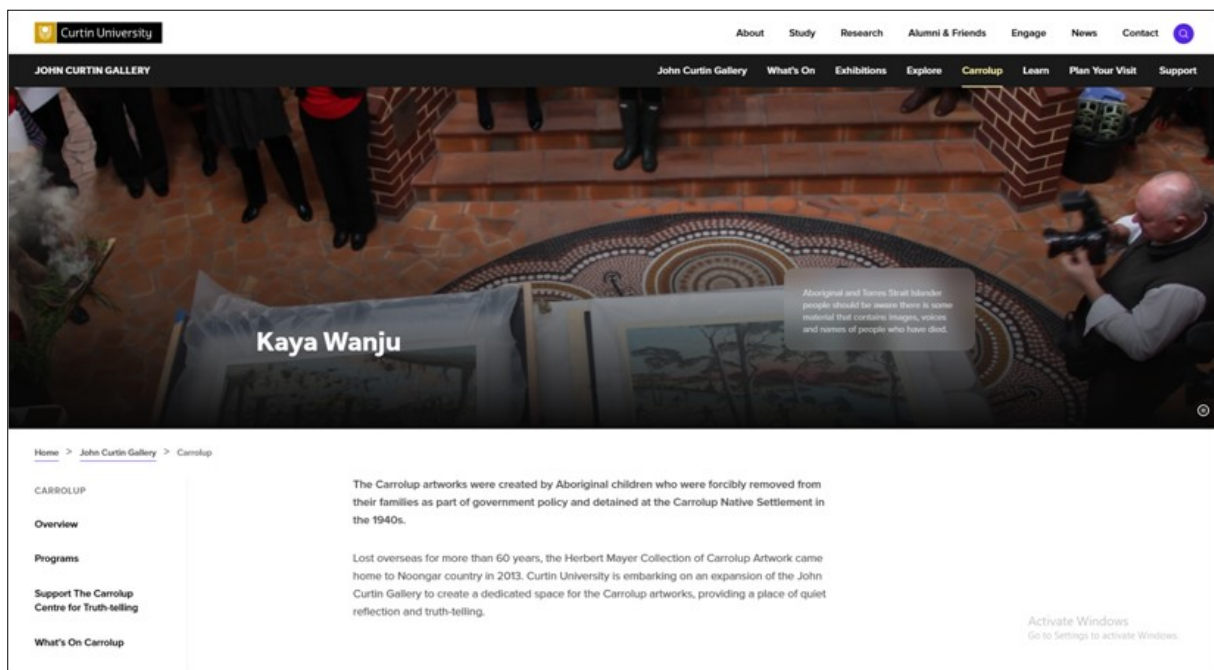 Curtin University
About Study Research Alumni & Friends Engage News Contact
JOHN CURTIN GALLERY
John Curtin Gallery What's On Exhibitions Explore Carrolup Learn Plan Your Visit Support
Kaya Wanju
Aboriginal and Torres Strait Islander
people should be aware there is some
material that contains images, voices
and names of people who have died.
Home > John Curtin Gallery > Carrolup
CARROLUP
Overview
Programs
Support The Carrolup
Centre for Truth-telling
What's On Carrolup
The Carrolup artworks were created by Aboriginal children who were forcibly removed from
their families as part of government policy and detained at the Carrolup Native Settlement in
the 1940s.
Lost overseas for more than 60 years, the Herbert Mayer Collection of Carrolup Artwork came
home to Noongar country in 2013. Curtin University is embarking on an expansion of the John
Curtin Gallery to create a dedicated space for the Carrolup artworks, providing a place of quiet
reflection and truth-telling.
Activate Windows
Go to Settings to activate Windows.